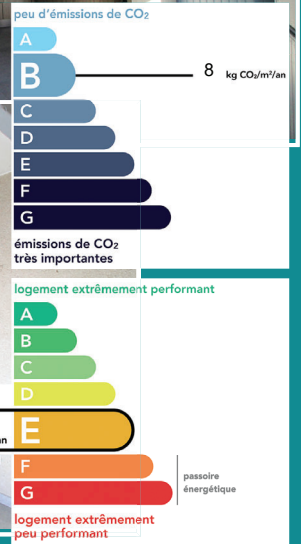 peu d'émissions de CO₂
A
B 8 kg CO₂/m²/an
C
D
E
F
G
émissions de CO₂
très importantes
logement extrêmement performant
A
B
C
D
an E
F passoire
G énergétique
logement extrêmement
peu performant